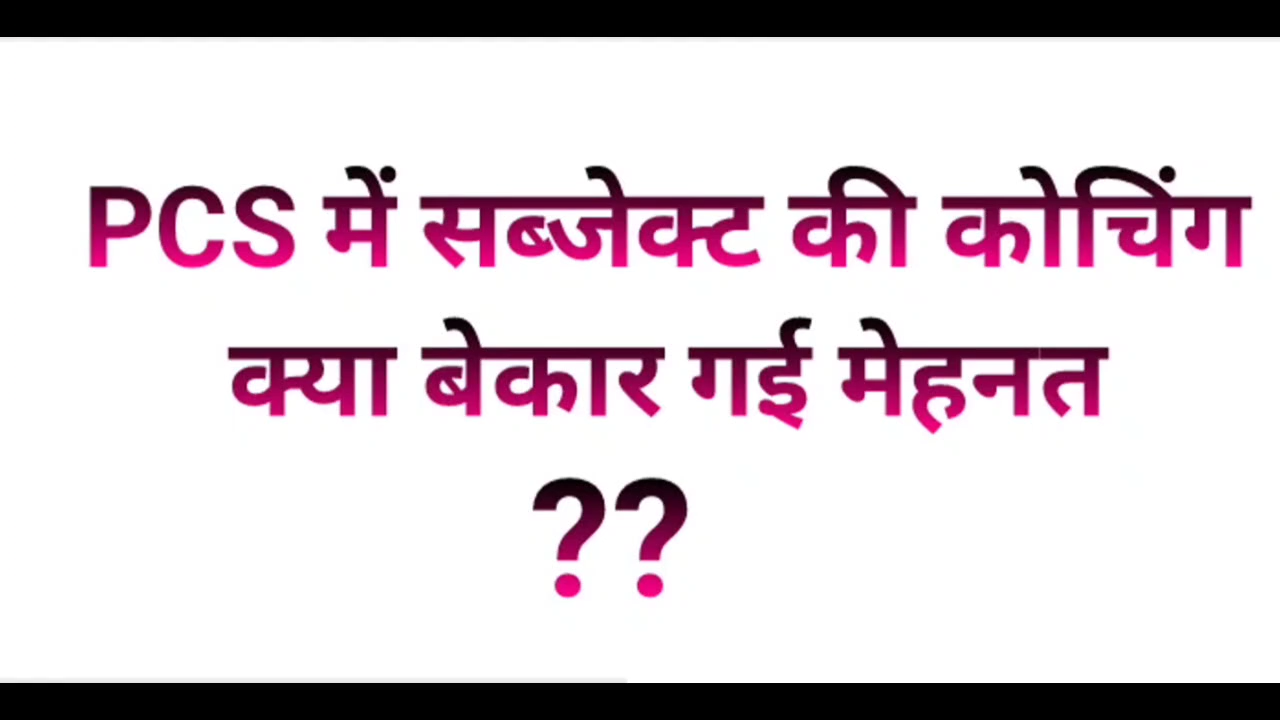 PCS में सब्जेक्ट की कोचिंग
क्या बेकार गई मेहनत
??